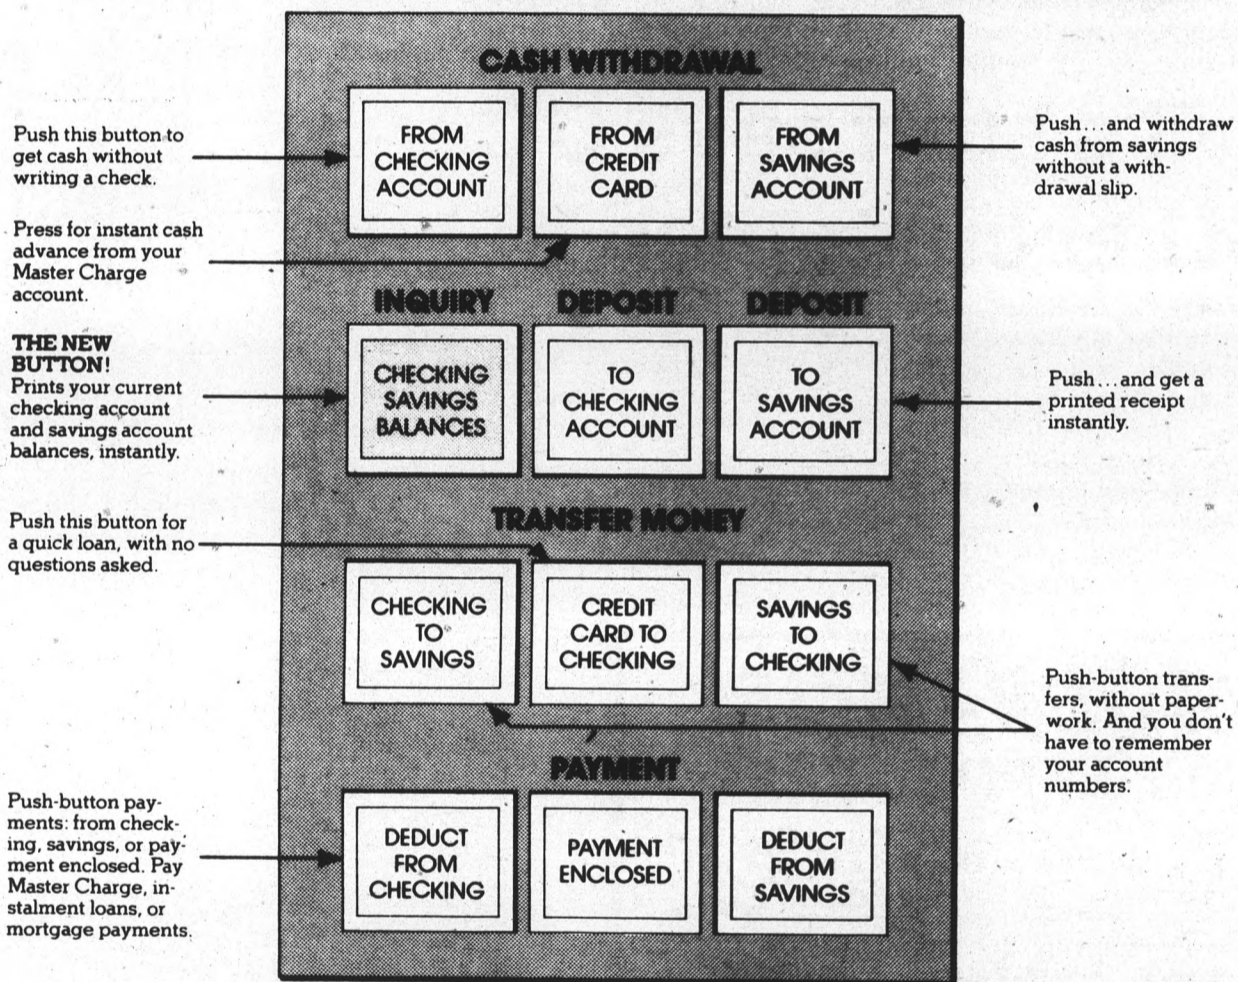 CASH WITHDRAWAL
Push this button to
get cash without
writing a check.
FROM
CHECKING
ACCOUNT
FROM
CREDIT
CARD
FROM
SAVINGS
ACCOUNT
Push...and withdraw
cash from savings
without a with-
drawal slip.
Press for instant cash
advance from your
Master Charge
account.
INQUIRY
DEPOSIT
DEPOSIT
THE NEW
BUTTON!
Prints your current
checking account
and savings account
balances, instantly.
CHECKING
SAVINGS
BALANCES
TO
CHECKING
ACCOUNT
TO
SAVINGS
ACCOUNT
Push...and get a
printed receipt
instantly.
TRANSFER MONEY
Push this button for
a quick loan, with no
questions asked.
CHECKING
TO
SAVINGS
CREDIT
CARD TO
CHECKING
SAVINGS
TO
CHECKING
Push-button trans-
fers, without paper-
work. And you don't
have to remember
your account
numbers.
PAYMENT
Push-button pay-
ments: from check-
ing, savings, or pay-
ment enclosed. Pay
Master Charge, in-
stalment loans, or
mortgage payments.
DEDUCT
FROM
CHECKING
PAYMENT
ENCLOSED
DEDUCT
FROM
SAVINGS